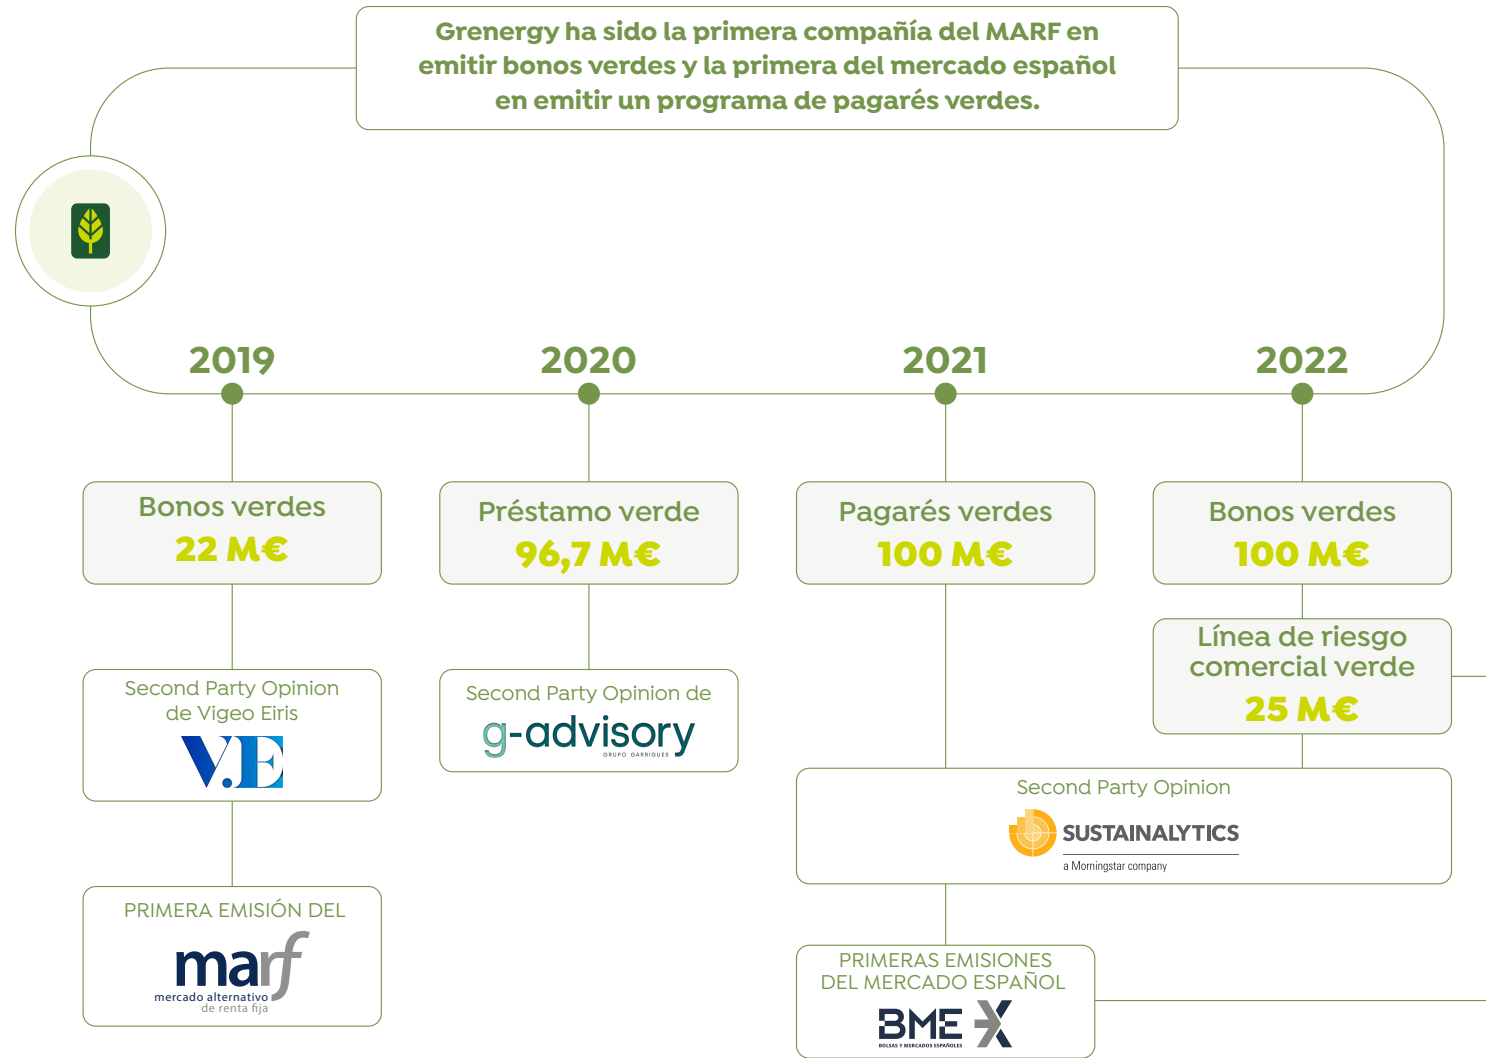 Grenergy ha sido la primera compañía del MARF en
emitir bonos verdes y la primera del mercado español
en emitir un programa de pagarés verdes.
2019
2020
2021
2022
Bonos verdes
22 M€
Préstamo verde
96,7 M€
Pagarés verdes
100 M€
Bonos verdes
100 M€
Línea de riesgo
comercial verde
25 M€
Second Party Opinion
de Vigeo Eiris
V.E
Second Party Opinion de
g-advisory
GRUPO GARRIGUES
Second Party Opinion
SUSTAINALYTICS
a Morningstar company
PRIMERA EMISIÓN DEL
marf
mercado alternativo
de renta fija
PRIMERAS EMISIONES
DEL MERCADO ESPAÑOL
BME X
BOLSAS Y MERCADOS ESPAÑOLES